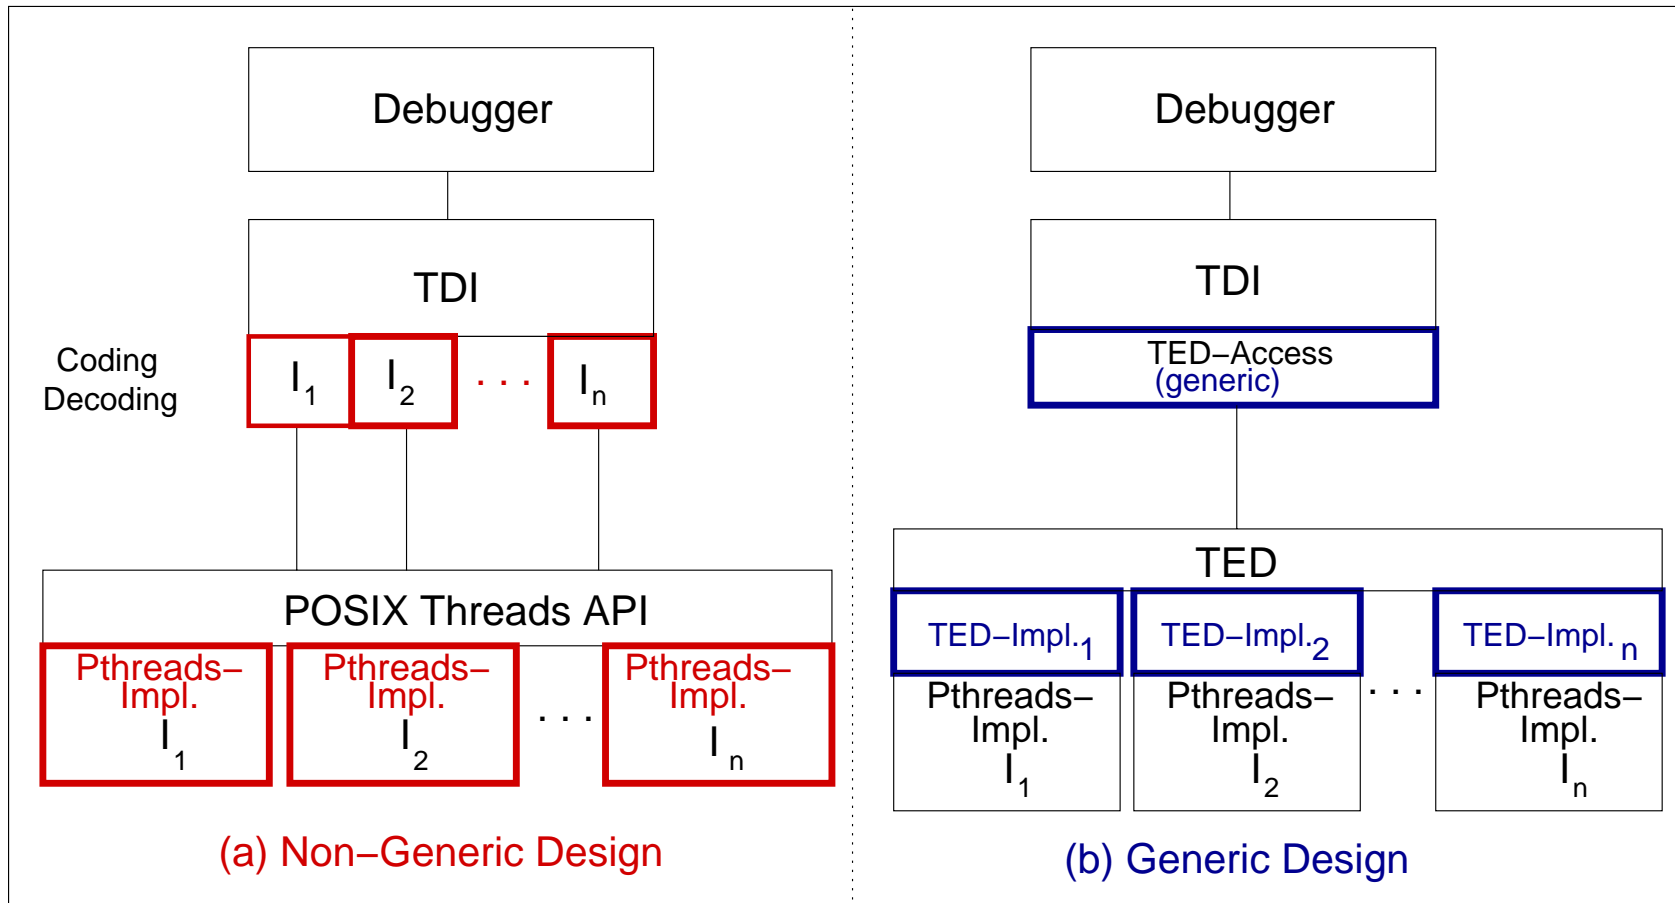 Debugger
TDI
Coding
Decoding
I1 I2 . . . In
POSIX Threads API
Pthreads–
Impl.
I1
Pthreads–
Impl.
I2
. . .
Pthreads–
Impl.
In
(a) Non–Generic Design
Debugger
TDI
TED–Access
(generic)
TED
TED–Impl.1
TED–Impl.2
TED–Impl.n
Pthreads–
Impl.
I1
Pthreads–
Impl.
I2
. . .
Pthreads–
Impl.
In
(b) Generic Design